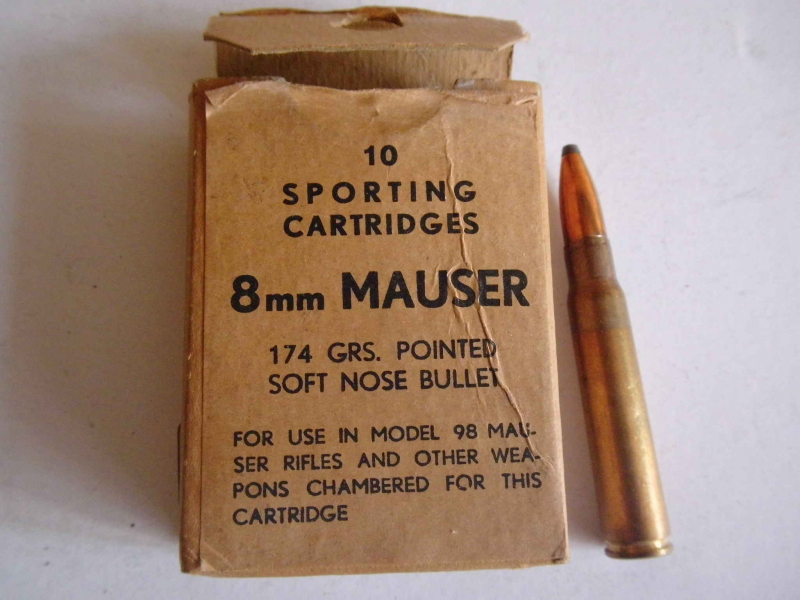 10
SPORTING
CARTRIDGES
8mm MAUSER
174 GRS. POINTED
SOFT NOSE BULLET
FOR USE IN MODEL 98 MAU-
SER RIFLES AND OTHER WEA-
PONS CHAMBERED FOR THIS
CARTRIDGE